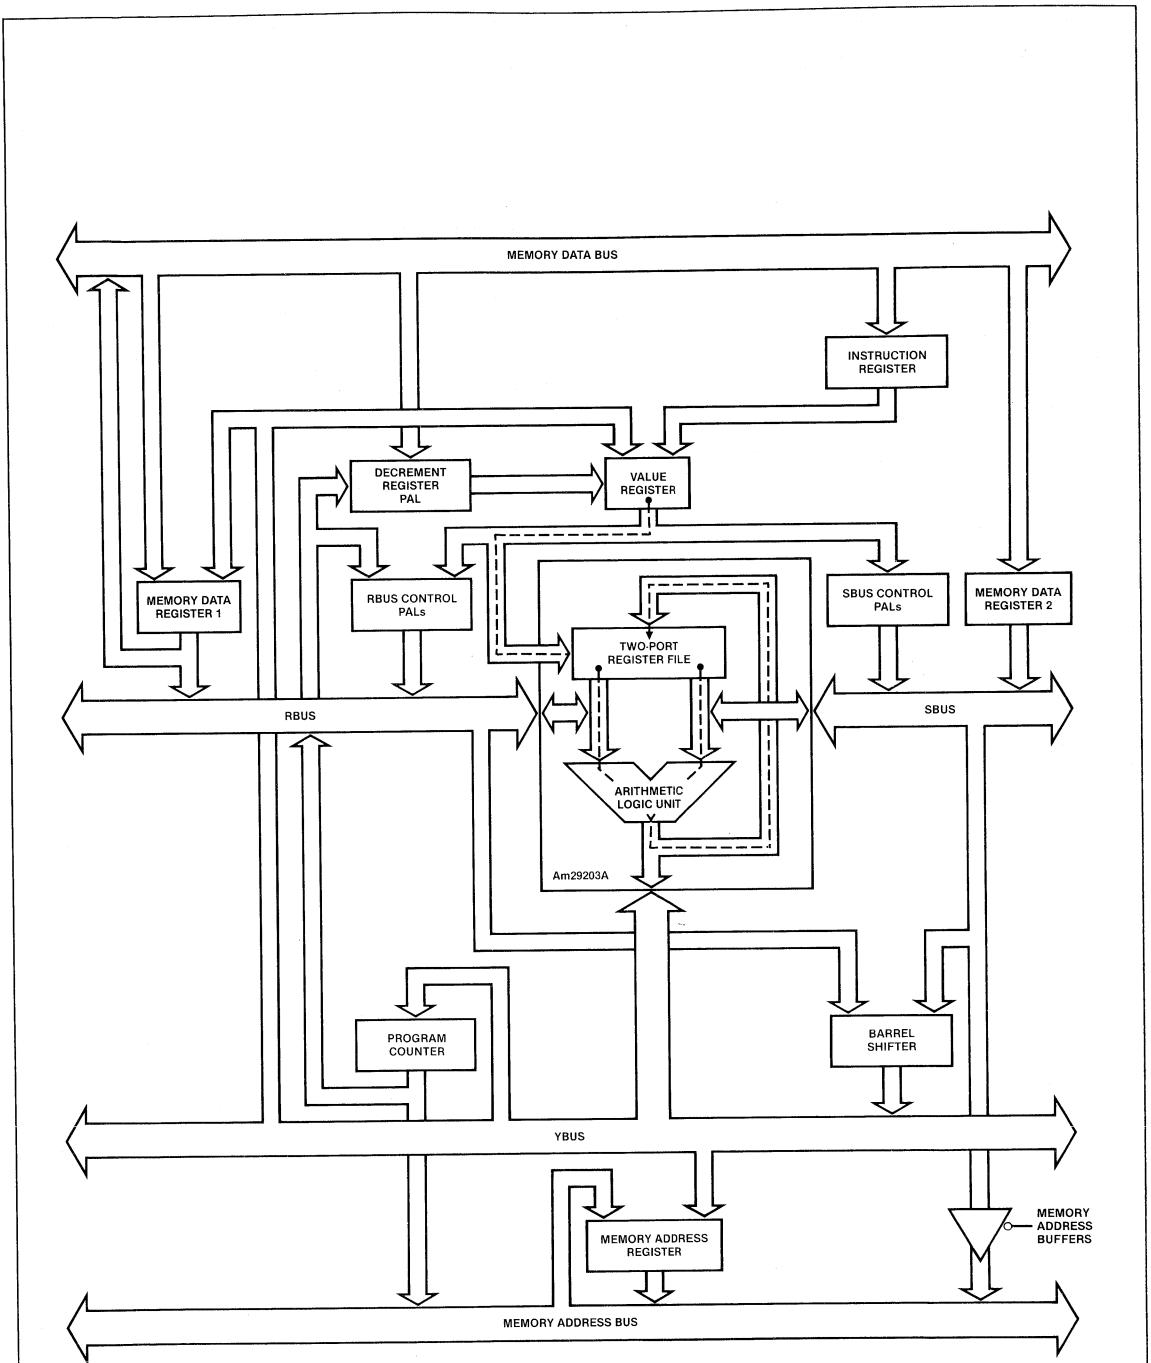 MEMORY DATA BUS
INSTRUCTION
REGISTER
DECREMENT
REGISTER
PAL
VALUE
REGISTER
MEMORY DATA
REGISTER 1
RBUS CONTROL
PALs
SBUS CONTROL
PALs
MEMORY DATA
REGISTER 2
TWO-PORT
REGISTER FILE
RBUS
SBUS
ARITHMETIC
LOGIC UNIT
Am29203A
PROGRAM
COUNTER
BARREL
SHIFTER
YBUS
MEMORY
ADDRESS
BUFFERS
MEMORY ADDRESS
REGISTER
MEMORY ADDRESS BUS